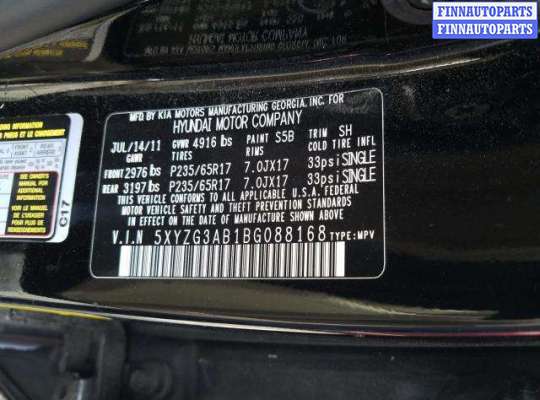 FINNAUTOPARTS
FINNAUTOPARTS
FINNAUTOPARTS
MFD BY KIA MOTORS MANUFACTURING GEORGIA, INC. FOR
HYUNDAI MOTOR COMPANY
JUL/14/11 GVWR 4916 lbs PAINT S5B TRIM SH
GAWR TIRES RIMS COLD TIRE INFL
FRONT 2976 lbs P235/65R17 7.0JX17 33psi SINGLE
REAR 3197 lbs P235/65R17 7.0JX17 33psi SINGLE
THIS VEHICLE CONFORMS TO ALL APPLICABLE U.S.A. FEDERAL
MOTOR VEHICLE SAFETY AND THEFT PREVENTION STANDARDS
IN EFFECT ON THE DATE OF MANUFACTURE SHOWN ABOVE.
V.I.N 5XYZG3AB1BG088168 TYPE: MPV
C17